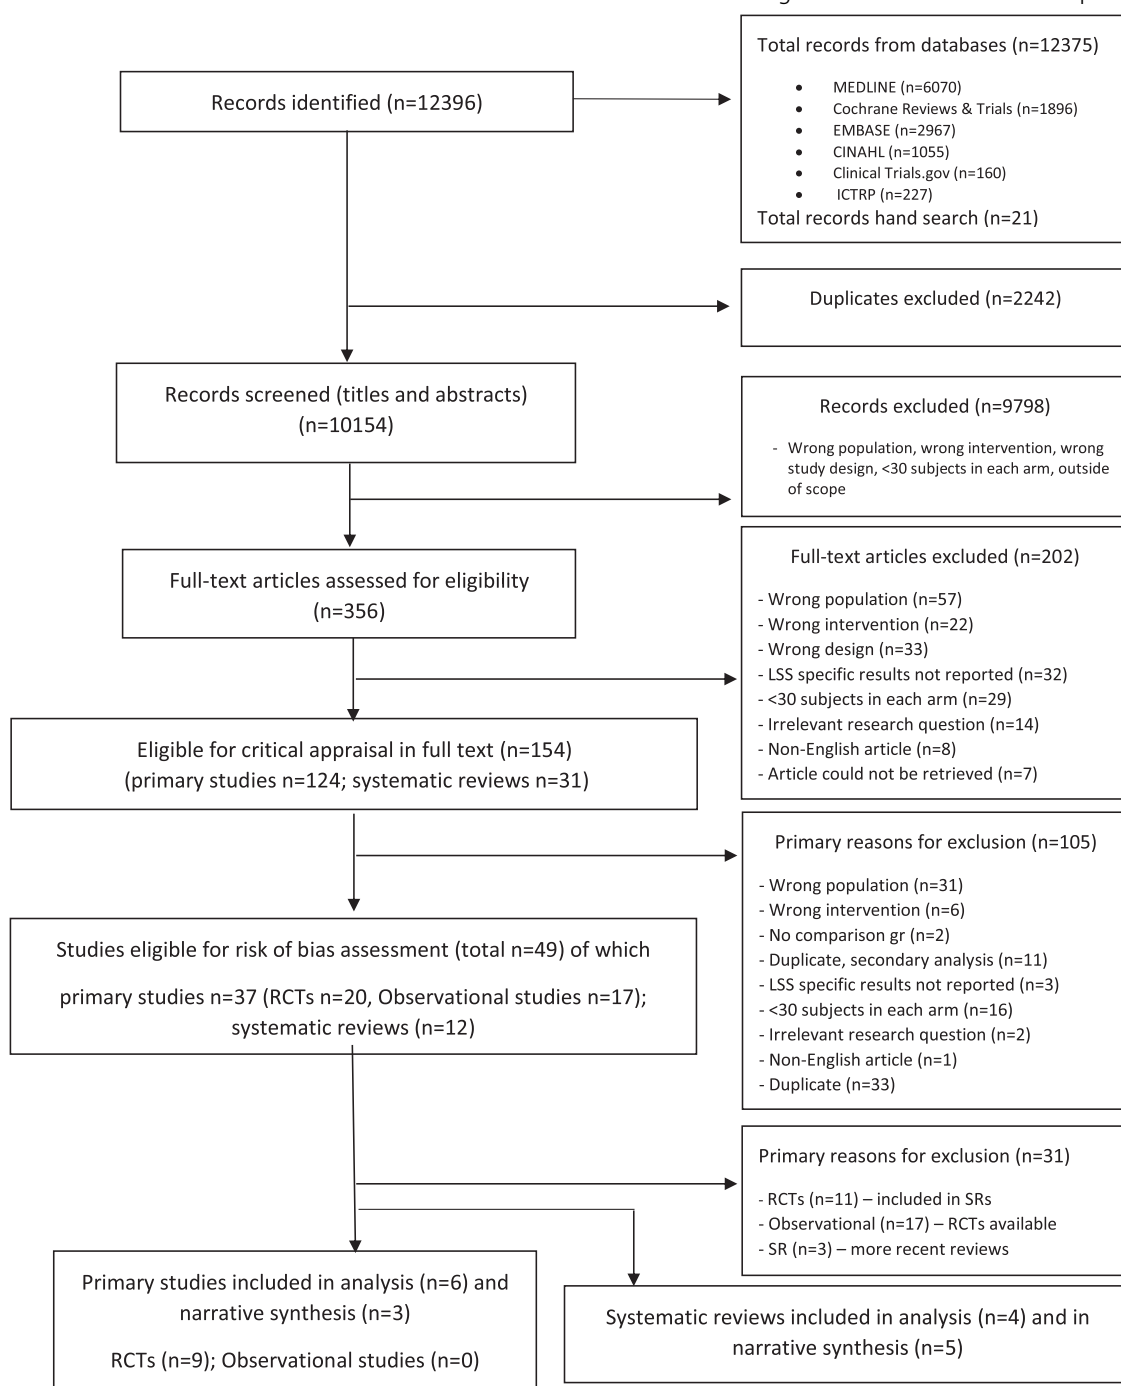 Records identified (n=12396)
Total records from databases (n=12375)
• MEDLINE (n=6070)
• Cochrane Reviews & Trials (n=1896)
• EMBASE (n=2967)
• CINAHL (n=1055)
• Clinical Trials.gov (n=160)
• ICTRP (n=227)
Total records hand search (n=21)
Duplicates excluded (n=2242)
Records screened (titles and abstracts)
(n=10154)
Records excluded (n=9798)
- Wrong population, wrong intervention, wrong
study design, <30 subjects in each arm, outside
of scope
Full-text articles assessed for eligibility
(n=356)
Full-text articles excluded (n=202)
- Wrong population (n=57)
- Wrong intervention (n=22)
- Wrong design (n=33)
- LSS specific results not reported (n=32)
- <30 subjects in each arm (n=29)
- Irrelevant research question (n=14)
- Non-English article (n=8)
- Article could not be retrieved (n=7)
Eligible for critical appraisal in full text (n=154)
(primary studies n=124; systematic reviews n=31)
Primary reasons for exclusion (n=105)
- Wrong population (n=31)
- Wrong intervention (n=6)
- No comparison gr (n=2)
- Duplicate, secondary analysis (n=11)
- LSS specific results not reported (n=3)
- <30 subjects in each arm (n=16)
- Irrelevant research question (n=2)
- Non-English article (n=1)
- Duplicate (n=33)
Studies eligible for risk of bias assessment (total n=49) of which
primary studies n=37 (RCTs n=20, Observational studies n=17);
systematic reviews (n=12)
Primary reasons for exclusion (n=31)
- RCTs (n=11) – included in SRs
- Observational (n=17) – RCTs available
- SR (n=3) – more recent reviews
Primary studies included in analysis (n=6) and
narrative synthesis (n=3)
RCTs (n=9); Observational studies (n=0)
Systematic reviews included in analysis (n=4) and in
narrative synthesis (n=5)